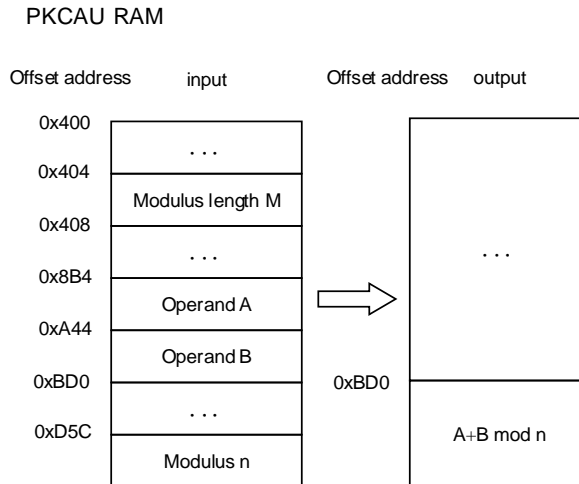 PKCAU RAM
Offset address input Offset address output
0x400
. . .
0x404
Modulus length M
0x408
. . .
. . .
0x8B4
Operand A
0xA44
Operand B
0xBD0 0xBD0
. . .
0xD5C
A+B mod n
Modulus n